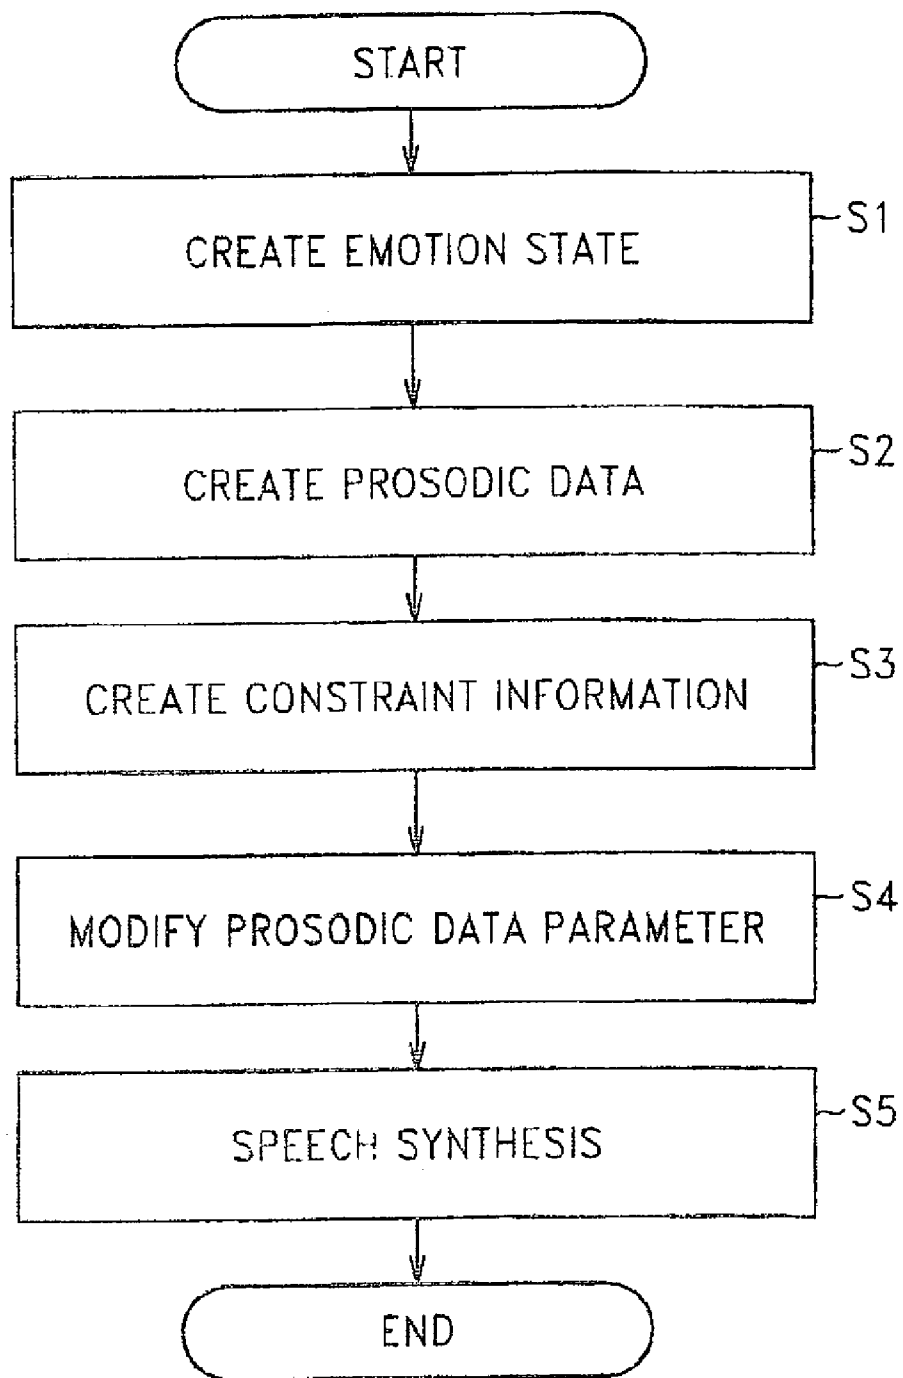 START
CREATE EMOTION STATE
S1
CREATE PROSODIC DATA
S2
CREATE CONSTRAINT INFORMATION
S3
MODIFY PROSODIC DATA PARAMETER
S4
SPEECH SYNTHESIS
S5
END